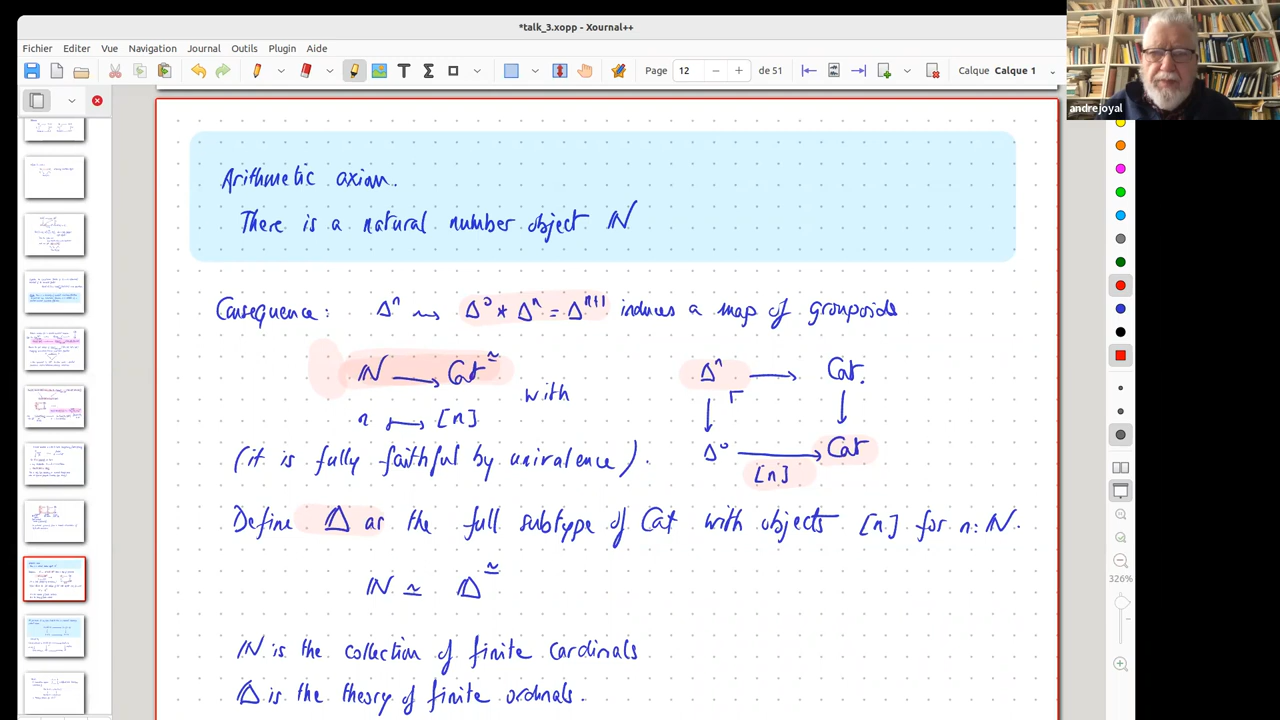 *talk_3.xopp - Xournal++
Fichier Editer Vue Navigation Journal Outils Plugin Aide
Page 12 de 51 Calque Calque 1
andrejoyal
Arithmetic axiom.
There is a natural number object ℕ
Consequence: Δⁿ ⇝ Δ⁰ ⋆ Δⁿ = Δⁿ⁺¹ induces a map of groupoids
ℕ → Cat^≃ with
n ↦ [n]
Δⁿ → Cat.
↓ ↓
Δ⁰ → Cat
[n]
(it is fully faithful by univalence).
Define Δ as the full subtype of Cat with objects [n] for n:ℕ.
ℕ ≃ Δ^≃
ℕ is the collection of finite cardinals
Δ is the theory of finite ordinals.
326%